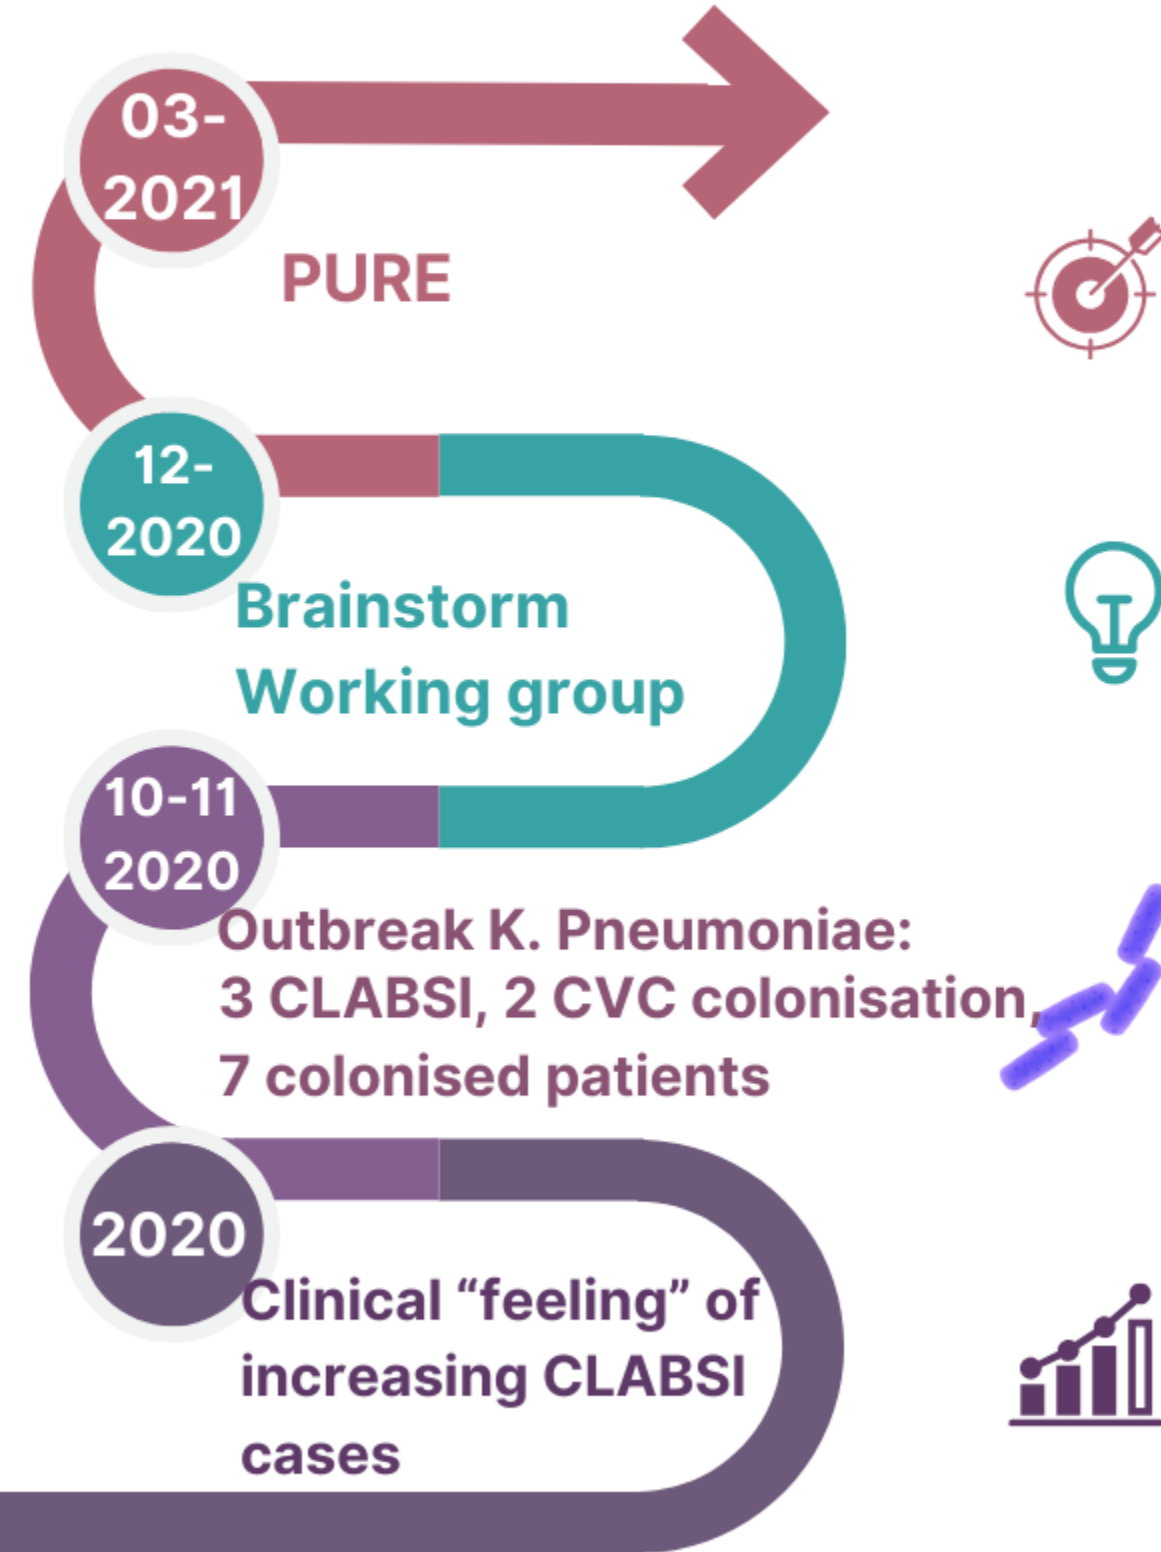 03-
2021
PURE
12-
2020
Brainstorm
Working group
10-11
2020
Outbreak K. Pneumoniae:
3 CLABSI, 2 CVC colonisation,
7 colonised patients
2020
Clinical “feeling” of
increasing CLABSI
cases